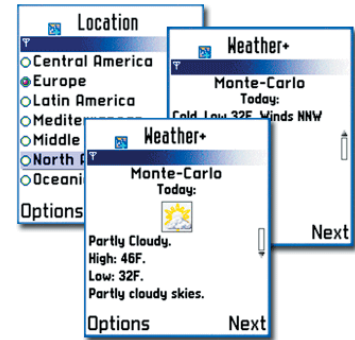 Location
Central America
Europe
Latin America
Middle
North
Oceani
Options
Weather+
Monte-Carlo
Today:
Cold. Low 32F. Winds NNW
Next
Weather+
Monte-Carlo
Today:
Partly Cloudy.
High: 46F.
Low: 32F.
Partly cloudy skies.
Options Next